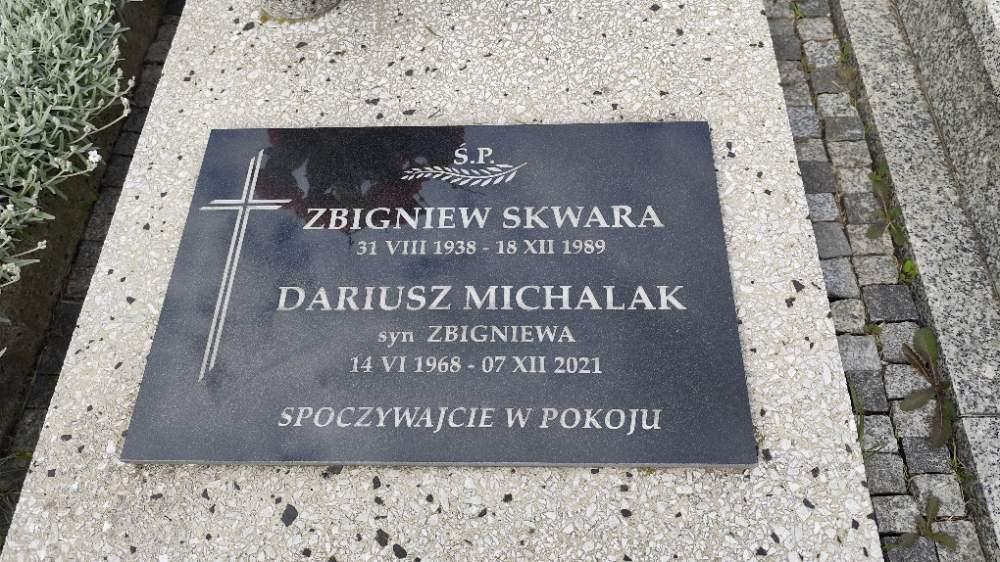 Ś.P.
ZBIGNIEW SKWARA
31 VIII 1938 - 18 XII 1989
DARIUSZ MICHALAK
syn ZBIGNIEWA
14 VI 1968 - 07 XII 2021
SPOCZYWAJCIE W POKOJU